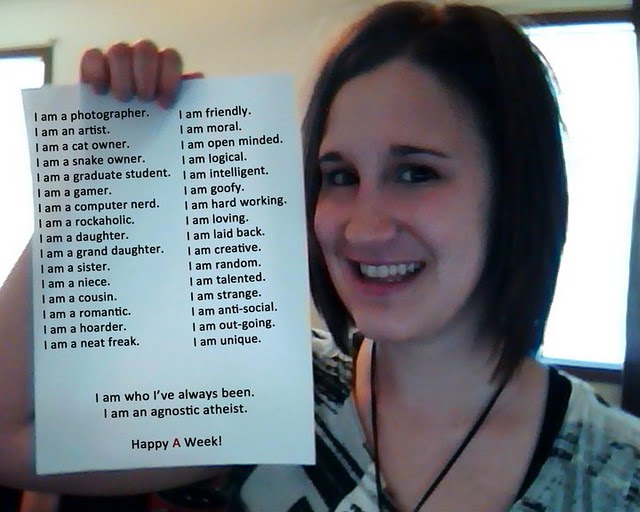 I am a photographer.
I am an artist.
I am a cat owner.
I am a snake owner.
I am a graduate student.
I am a gamer.
I am a computer nerd.
I am a rockaholic.
I am a daughter.
I am a grand daughter.
I am a sister.
I am a niece.
I am a cousin.
I am a romantic.
I am a hoarder.
I am a neat freak.
I am friendly.
I am moral.
I am open minded.
I am logical.
I am intelligent.
I am goofy.
I am hard working.
I am loving.
I am laid back.
I am creative.
I am random.
I am talented.
I am strange.
I am anti-social.
I am out-going.
I am unique.
I am who I've always been.
I am an agnostic atheist.
Happy A Week!